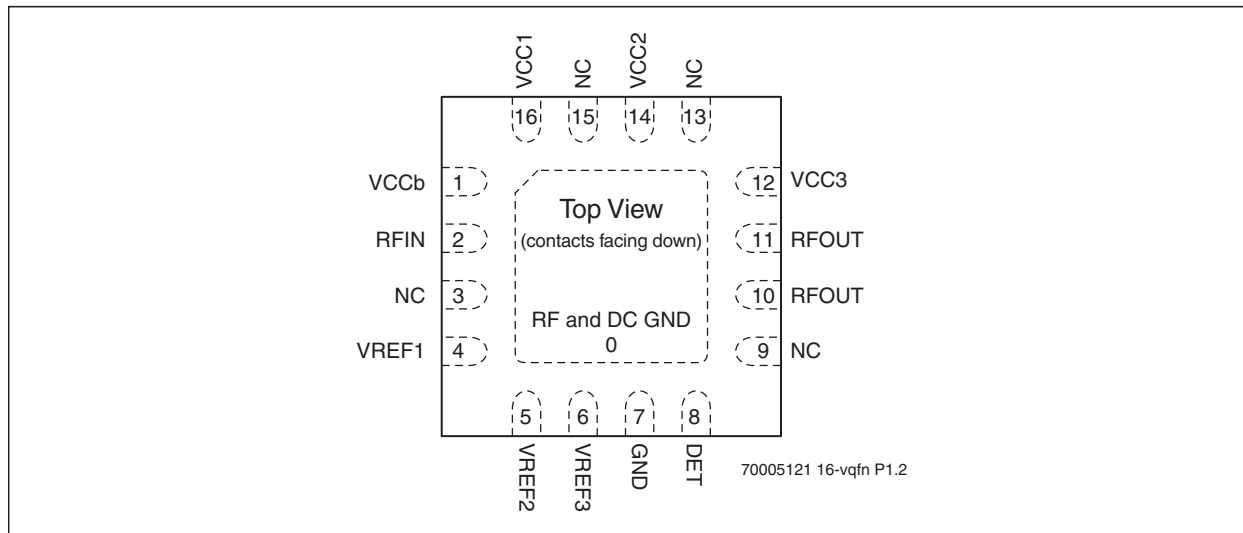 VCC1
NC
VCC2
NC
16
15
14
13
VCCb
1
12
VCC3
Top View
RFIN
2
(contacts facing down)
11
RFOUT
NC
3
10
RFOUT
RF and DC GND
0
VREF1
4
9
NC
5
6
7
8
VREF2
VREF3
GND
DET
70005121 16-vqfn P1.2